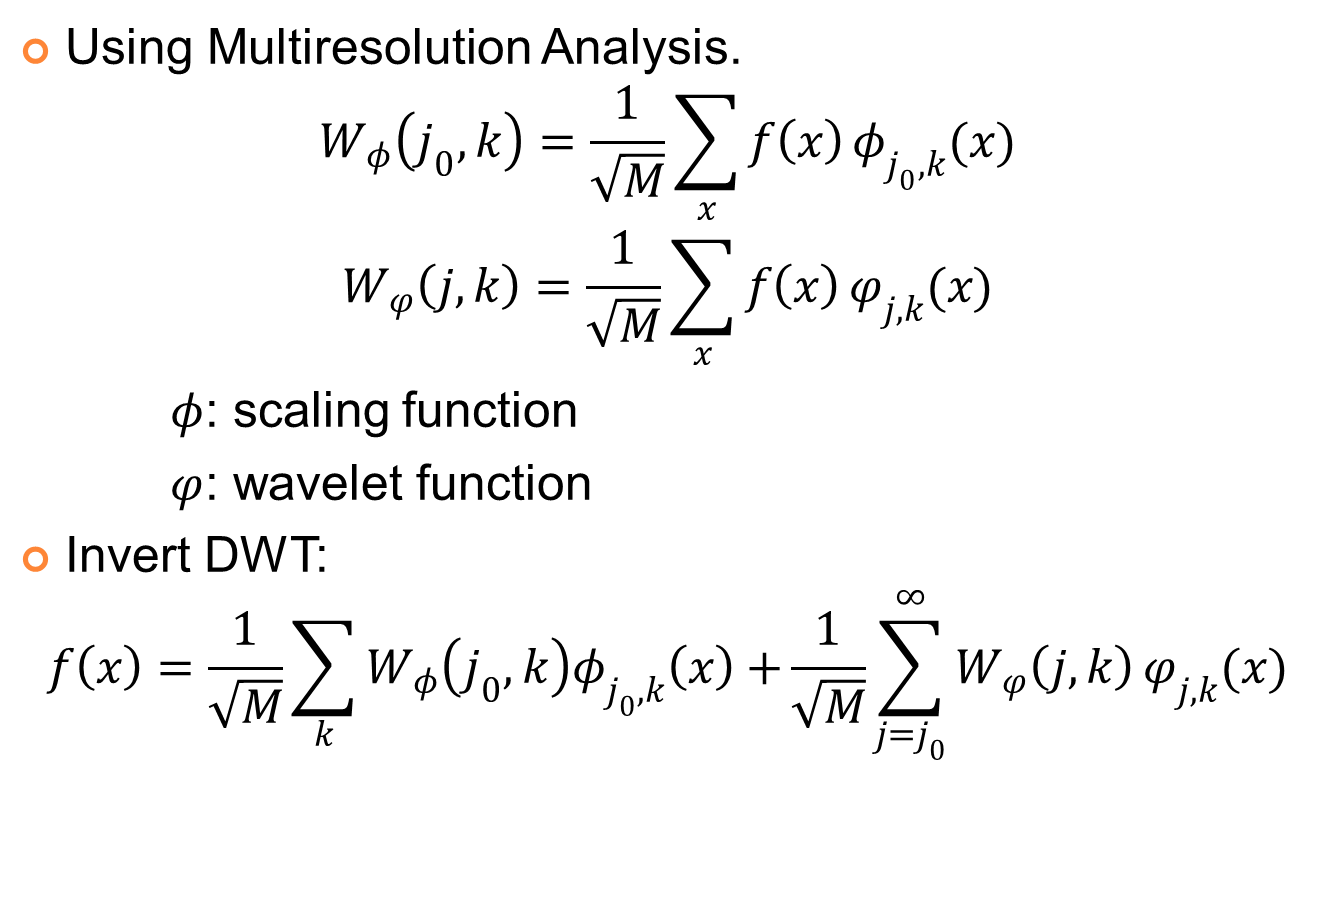 Using Multiresolution Analysis.
W_ϕ(j_0, k) = 1/√M ∑_x f(x) ϕ_{j_0,k}(x)
W_φ(j, k) = 1/√M ∑_x f(x) φ_{j,k}(x)
ϕ: scaling function
φ: wavelet function
Invert DWT:
f(x) = 1/√M ∑_k W_ϕ(j_0, k)ϕ_{j_0,k}(x) + 1/√M ∑_{j=j_0}^∞ W_φ(j, k) φ_{j,k}(x)